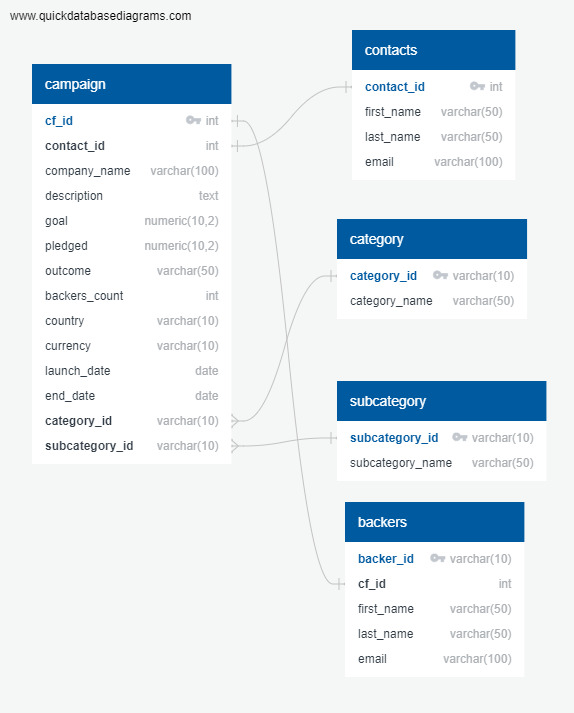 www.quickdatabasediagrams.com
campaign
cf_id int
contact_id int
company_name varchar(100)
description text
goal numeric(10,2)
pledged numeric(10,2)
outcome varchar(50)
backers_count int
country varchar(10)
currency varchar(10)
launch_date date
end_date date
category_id varchar(10)
subcategory_id varchar(10)
contacts
contact_id int
first_name varchar(50)
last_name varchar(50)
email varchar(100)
category
category_id varchar(10)
category_name varchar(50)
subcategory
subcategory_id varchar(10)
subcategory_name varchar(50)
backers
backer_id varchar(10)
cf_id int
first_name varchar(50)
last_name varchar(50)
email varchar(100)